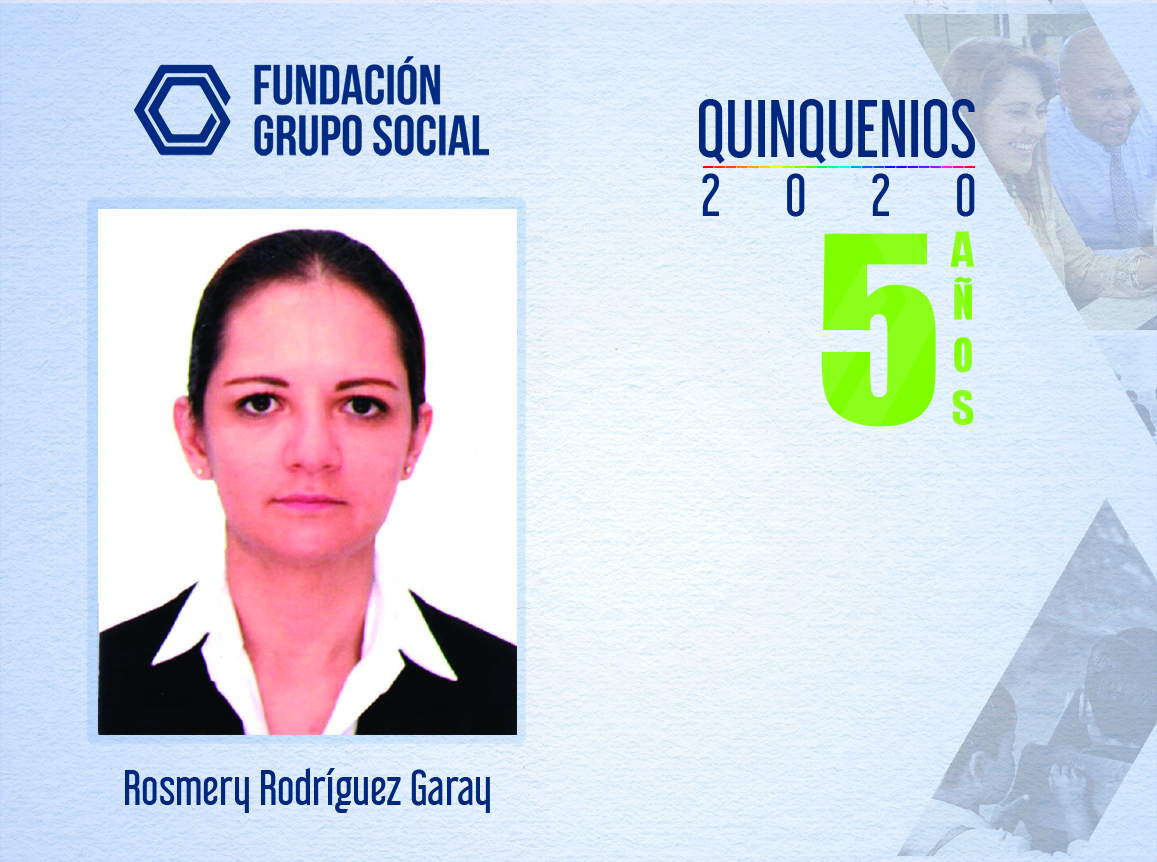 FUNDACIÓN
GRUPO SOCIAL
QUINQUENIOS
2020
5 AÑOS
Rosmery Rodríguez Garay